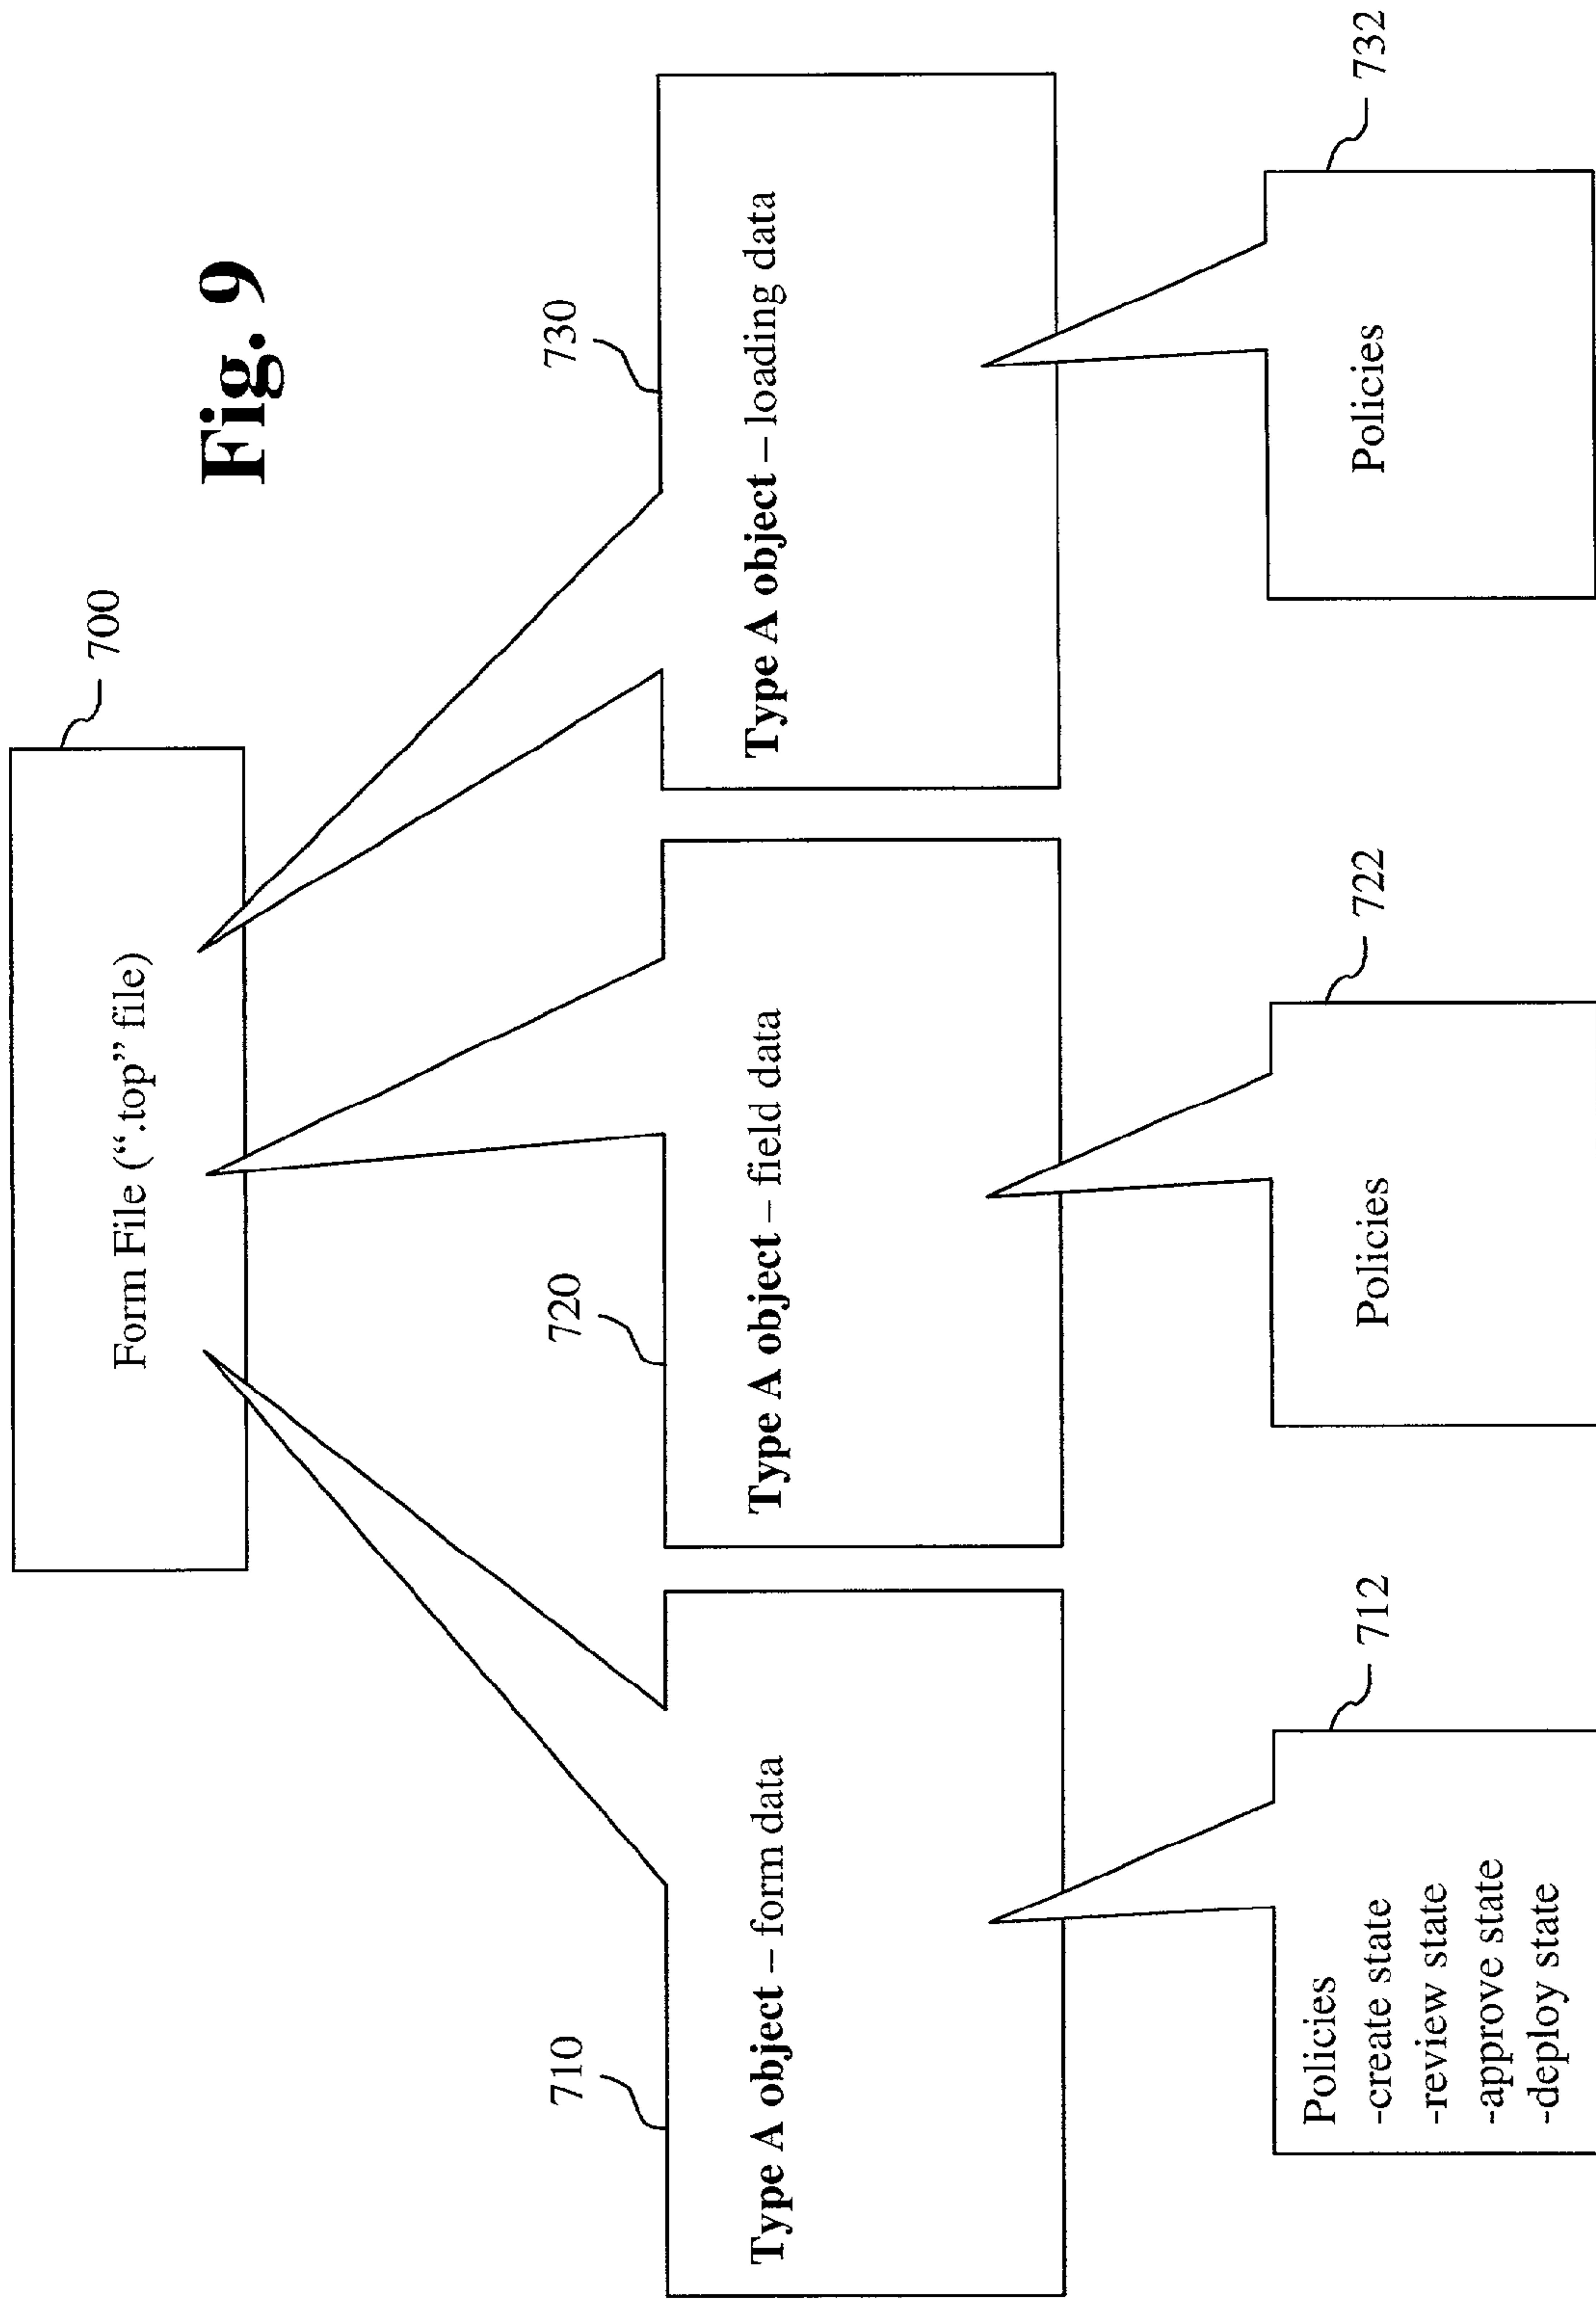 Fig. 9
700
Form File (“.top” file)
710
720
730
Type A object – form data
Type A object – field data
Type A object – loading data
712
722
732
Policies
-create state
-review state
-approve state
-deploy state
Policies
Policies